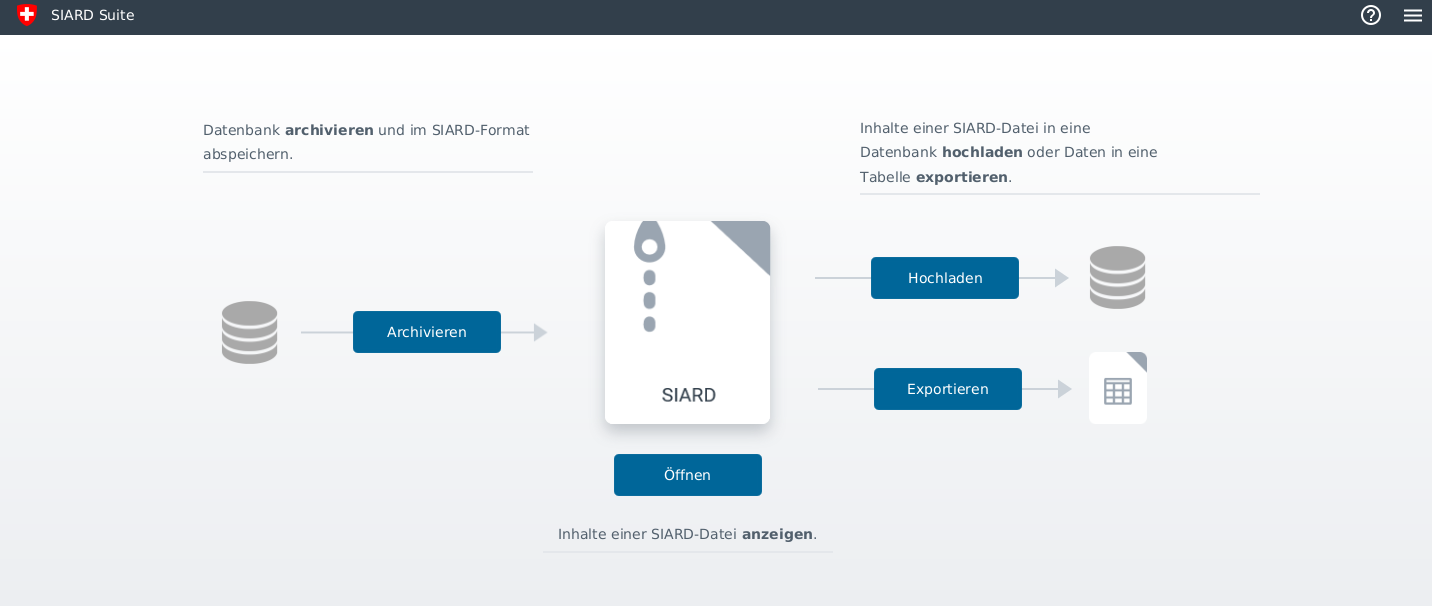 SIARD Suite
Datenbank archivieren und im SIARD-Format
abspeichern.
Inhalte einer SIARD-Datei in eine
Datenbank hochladen oder Daten in eine
Tabelle exportieren.
Archivieren
SIARD
Hochladen
Exportieren
Öffnen
Inhalte einer SIARD-Datei anzeigen.